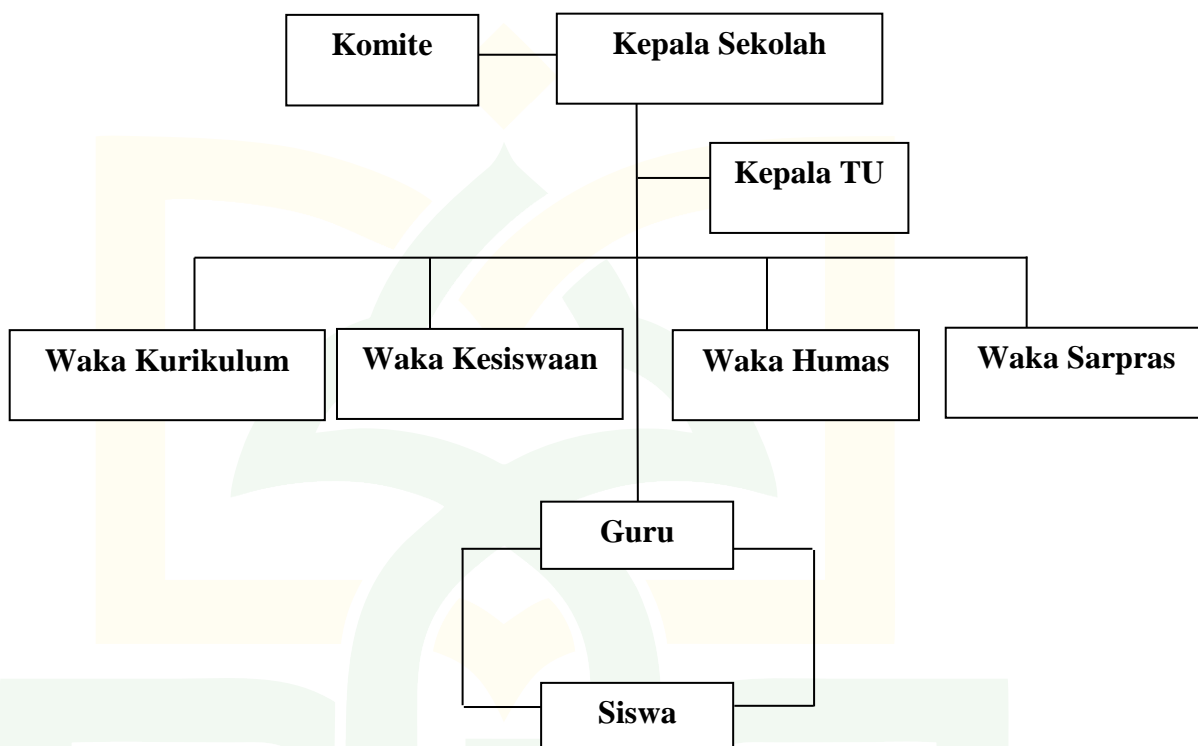 Komite
Kepala Sekolah
Kepala TU
Waka Kurikulum
Waka Kesiswaan
Waka Humas
Waka Sarpras
Guru
Siswa